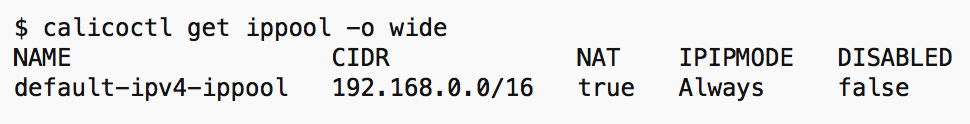 $ calicoctl get ippool -o wide
NAME CIDR NAT IPIPMODE DISABLED
default-ipv4-ippool 192.168.0.0/16 true Always false